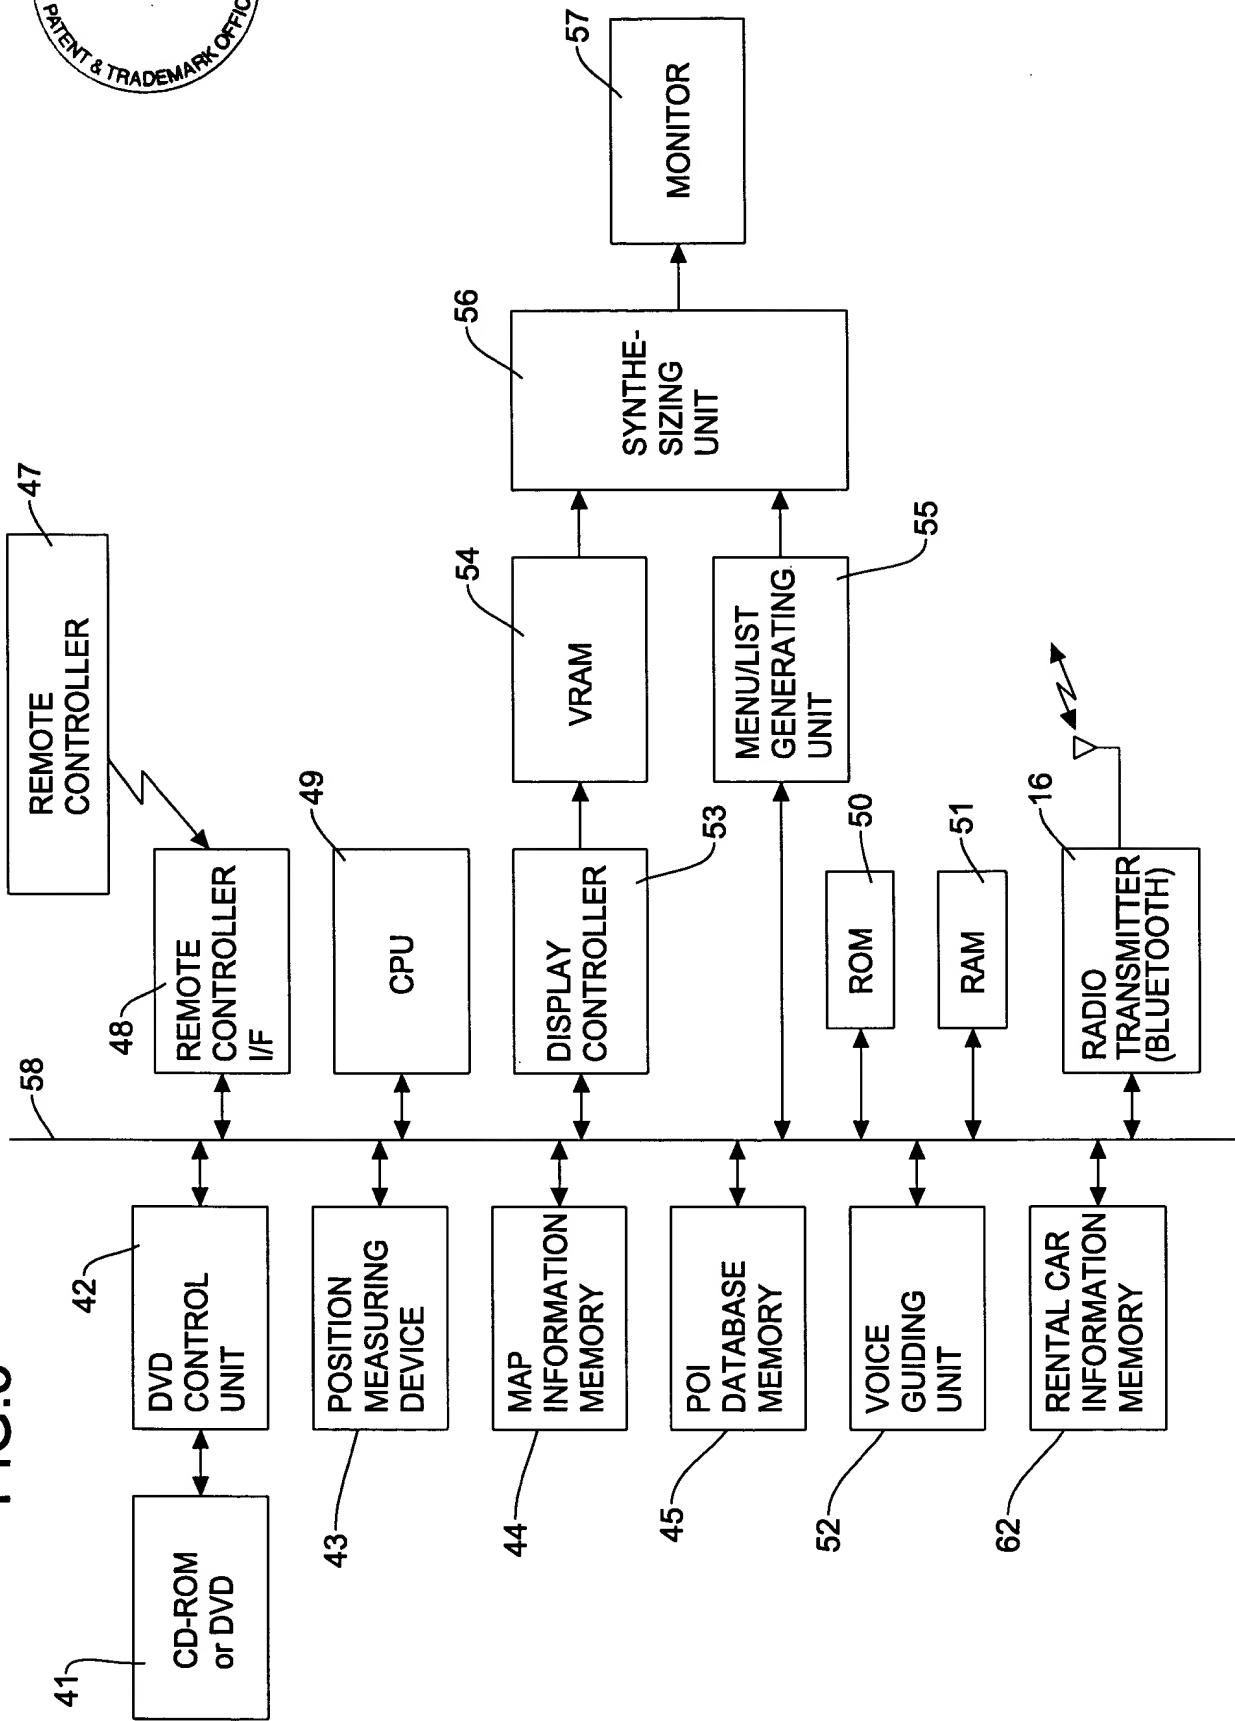 PATENT & TRADEMARK OFFIC
47
REMOTE
CONTROLLER
58
48
REMOTE
CONTROLLER
I/F
41
CD-ROM
or DVD
42
DVD
CONTROL
UNIT
49
CPU
43
POSITION
MEASURING
DEVICE
44
MAP
INFORMATION
MEMORY
53
DISPLAY
CONTROLLER
54
VRAM
56
SYNTHE-
SIZING
UNIT
57
MONITOR
45
POI
DATABASE
MEMORY
55
MENU/LIST
GENERATING
UNIT
52
VOICE
GUIDING
UNIT
50
ROM
51
RAM
62
RENTAL CAR
INFORMATION
MEMORY
16
RADIO
TRANSMITTER
(BLUETOOTH)